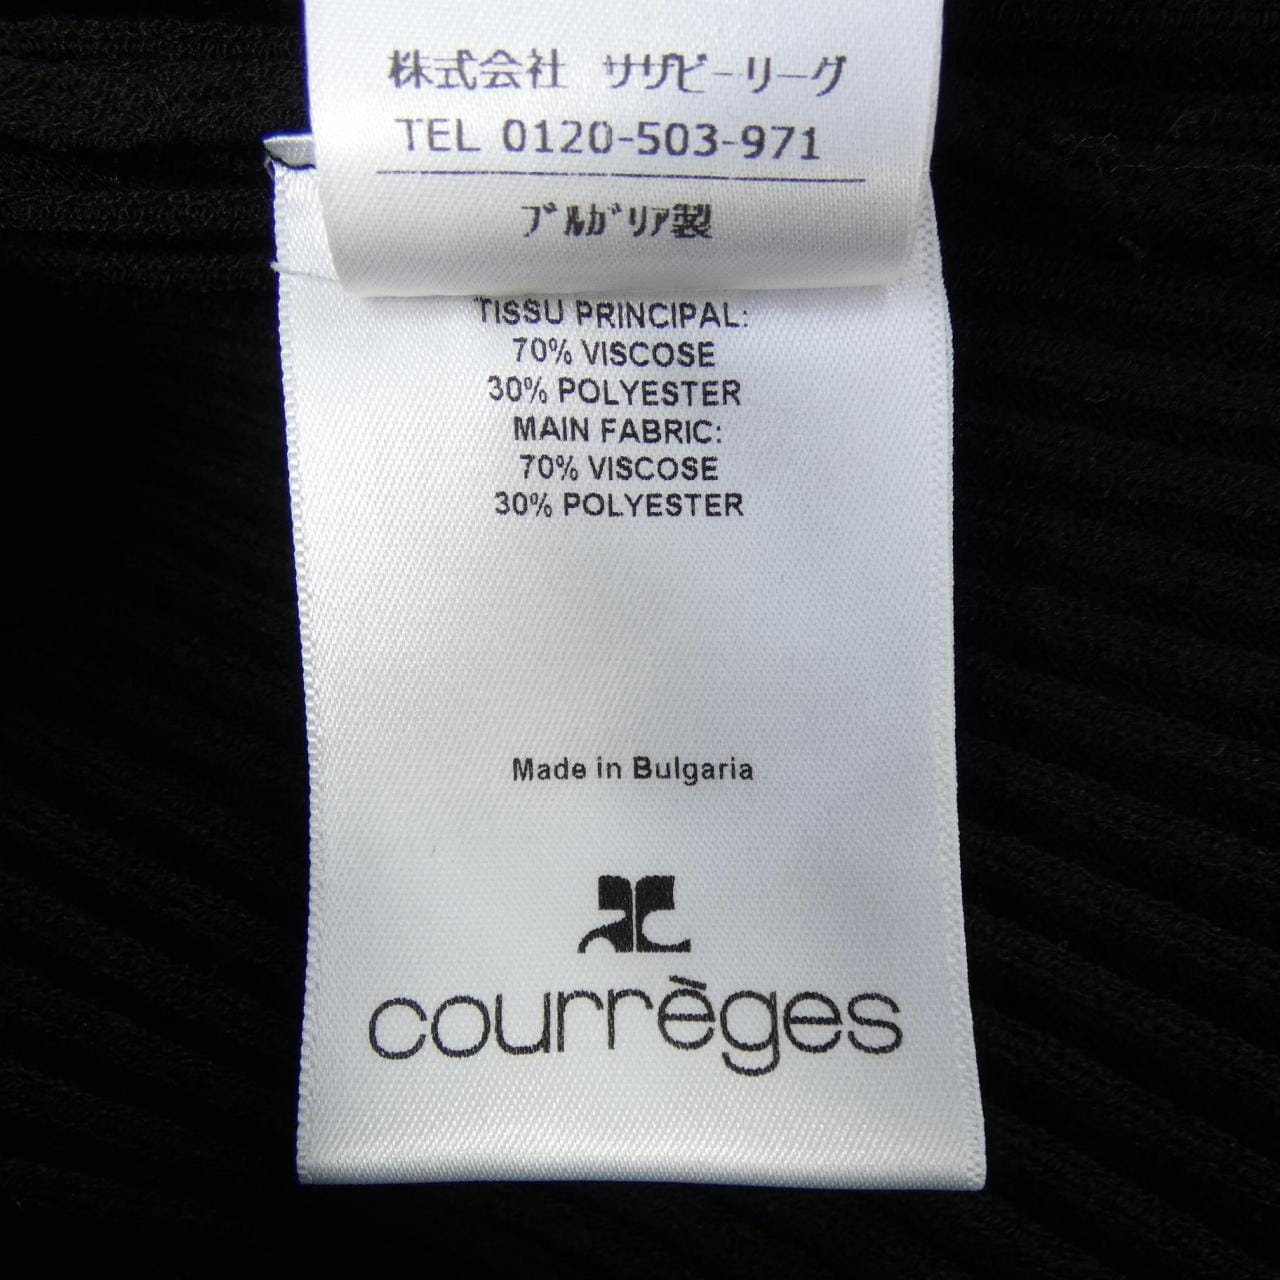 株式会社 サザビーリーグ
TEL 0120-503-971
ブルガリア製
TISSU PRINCIPAL:
70% VISCOSE
30% POLYESTER
MAIN FABRIC:
70% VISCOSE
30% POLYESTER
Made in Bulgaria
courrèges